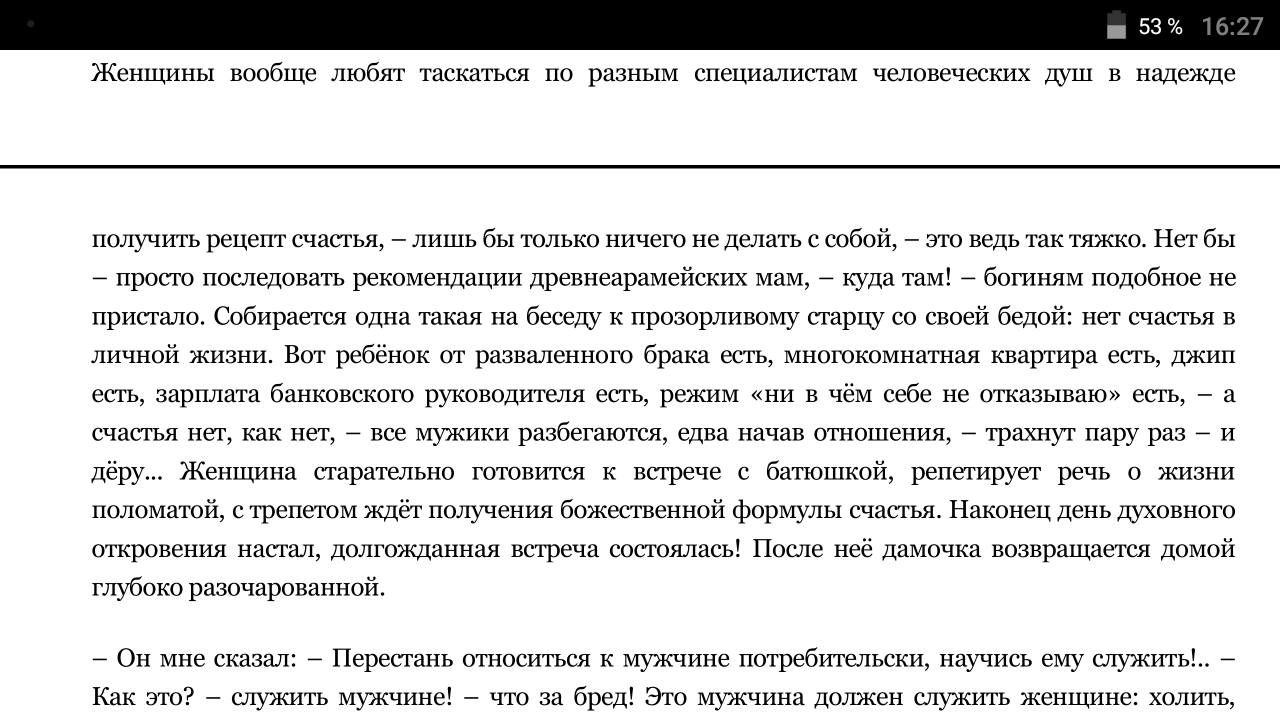 53 % 16:27
Женщины вообще любят таскаться по разным специалистам человеческих душ в надежде
получить рецепт счастья, – лишь бы только ничего не делать с собой, – это ведь так тяжко. Нет бы
– просто последовать рекомендации древнеарамейских мам, – куда там! – богиням подобное не
пристало. Собирается одна такая на беседу к прозорливому старцу со своей бедой: нет счастья в
личной жизни. Вот ребёнок от разваленного брака есть, многокомнатная квартира есть, джип
есть, зарплата банковского руководителя есть, режим «ни в чём себе не отказываю» есть, – а
счастья нет, как нет, – все мужики разбегаются, едва начав отношения, – трахнут пару раз – и
дёру... Женщина старательно готовится к встрече с батюшкой, репетирует речь о жизни
поломатой, с трепетом ждёт получения божественной формулы счастья. Наконец день духовного
откровения настал, долгожданная встреча состоялась! После неё дамочка возвращается домой
глубоко разочарованной.
– Он мне сказал: – Перестань относиться к мужчине потребительски, научись ему служить!.. –
Как это? – служить мужчине! – что за бред! Это мужчина должен служить женщине: холить,